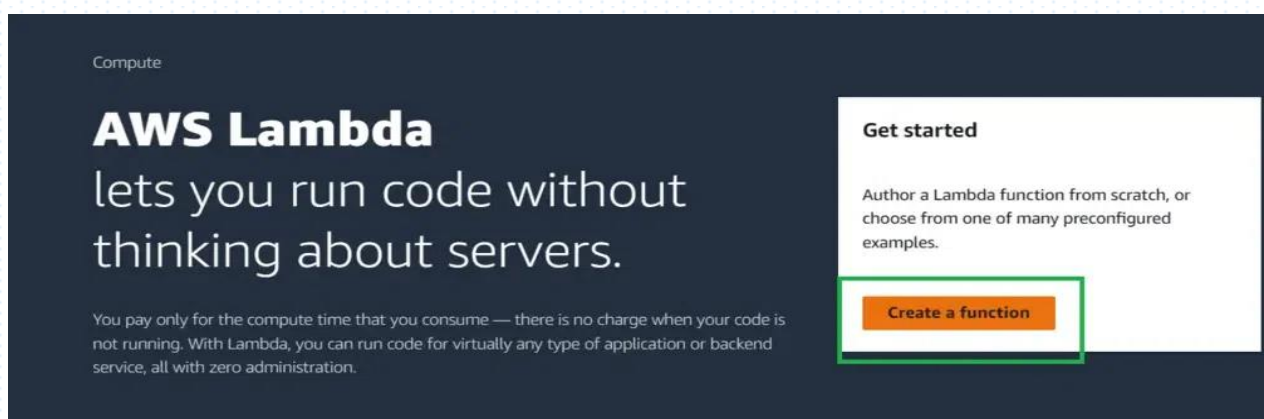 Compute
AWS Lambda
lets you run code without
thinking about servers.
You pay only for the compute time that you consume — there is no charge when your code is
not running. With Lambda, you can run code for virtually any type of application or backend
service, all with zero administration.
Get started
Author a Lambda function from scratch, or
choose from one of many preconfigured
examples.
Create a function